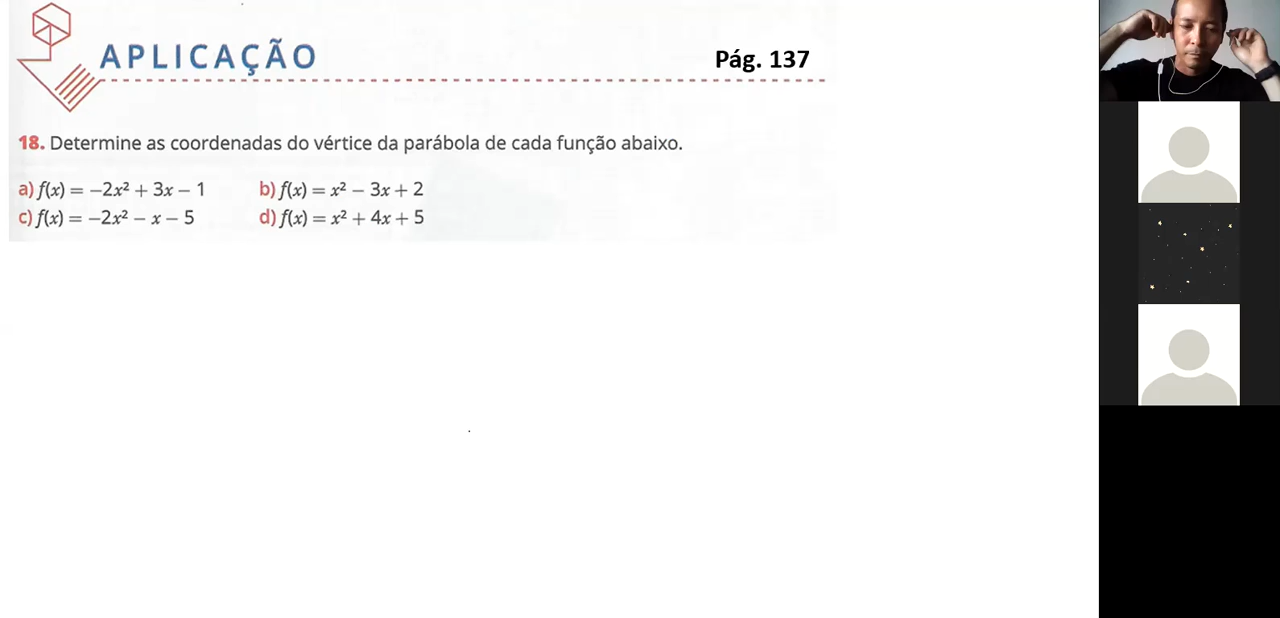 APLICAÇÃO
Pág. 137
18. Determine as coordenadas do vértice da parábola de cada função abaixo.
a) f(x) = −2x² + 3x − 1 b) f(x) = x² − 3x + 2
c) f(x) = −2x² − x − 5 d) f(x) = x² + 4x + 5